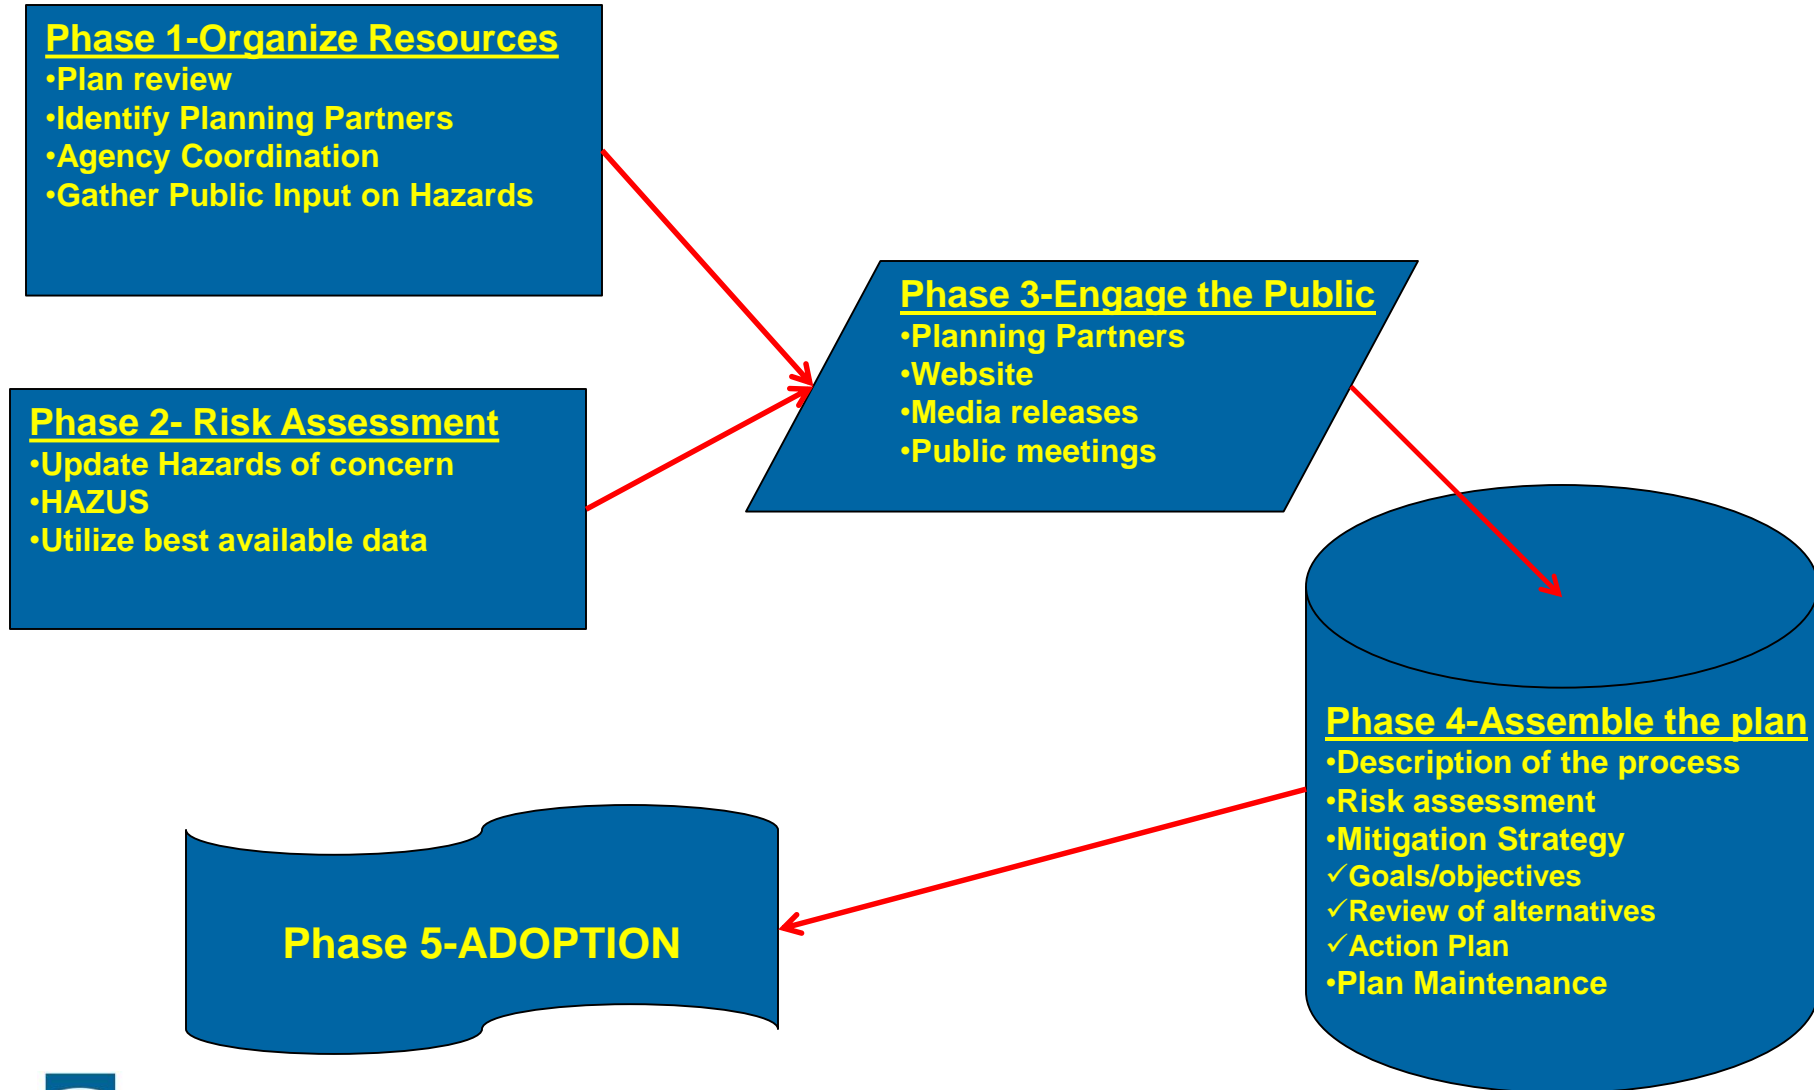 Phase 1-Organize Resources
•Plan review
•Identify Planning Partners
•Agency Coordination
•Gather Public Input on Hazards
Phase 2- Risk Assessment
•Update Hazards of concern
•HAZUS
•Utilize best available data
Phase 3-Engage the Public
•Planning Partners
•Website
•Media releases
•Public meetings
Phase 4-Assemble the plan
•Description of the process
•Risk assessment
•Mitigation Strategy
✓Goals/objectives
✓Review of alternatives
✓Action Plan
•Plan Maintenance
Phase 5-ADOPTION